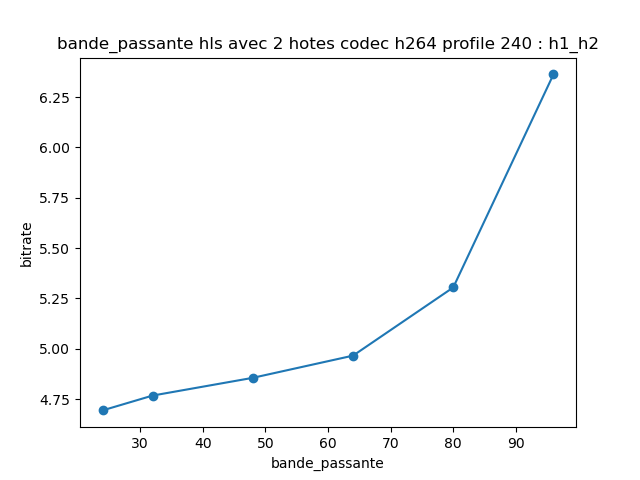 bande_passante hls avec 2 hotes codec h264 profile 240 : h1_h2
6.25
6.00
5.75
5.50
5.25
5.00
4.75
bitrate
30 40 50 60 70 80 90
bande_passante